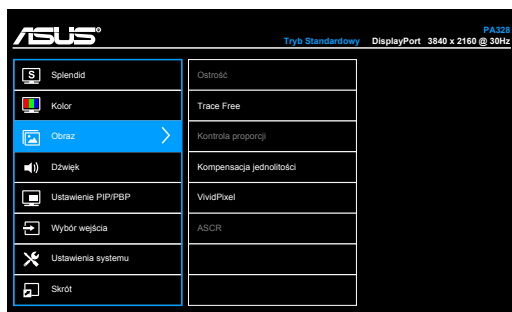 ASUS
PA328
Tryb Standardowy DisplayPort 3840 x 2160 @ 30Hz
S Splendid
Kolor
Obraz
Dźwięk
Ustawienie PIP/PBP
Wybór wejścia
Ustawienia systemu
Skrót
Ostrość
Trace Free
Kontrola proporcji
Kompensacja jednolitości
VividPixel
ASCR